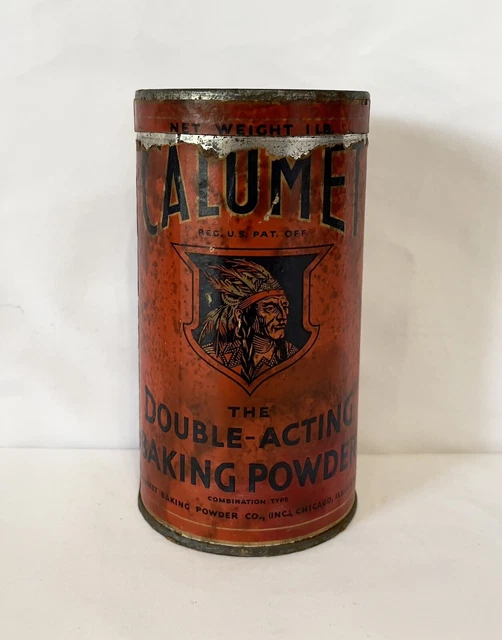 NET WEIGHT 1 LB.
CALUMET
REG. U.S. PAT. OFF.
THE
DOUBLE-ACTING
BAKING POWDER
COMBINATION TYPE
BAKING POWDER CO., (INC.), CHICAGO, ILL.